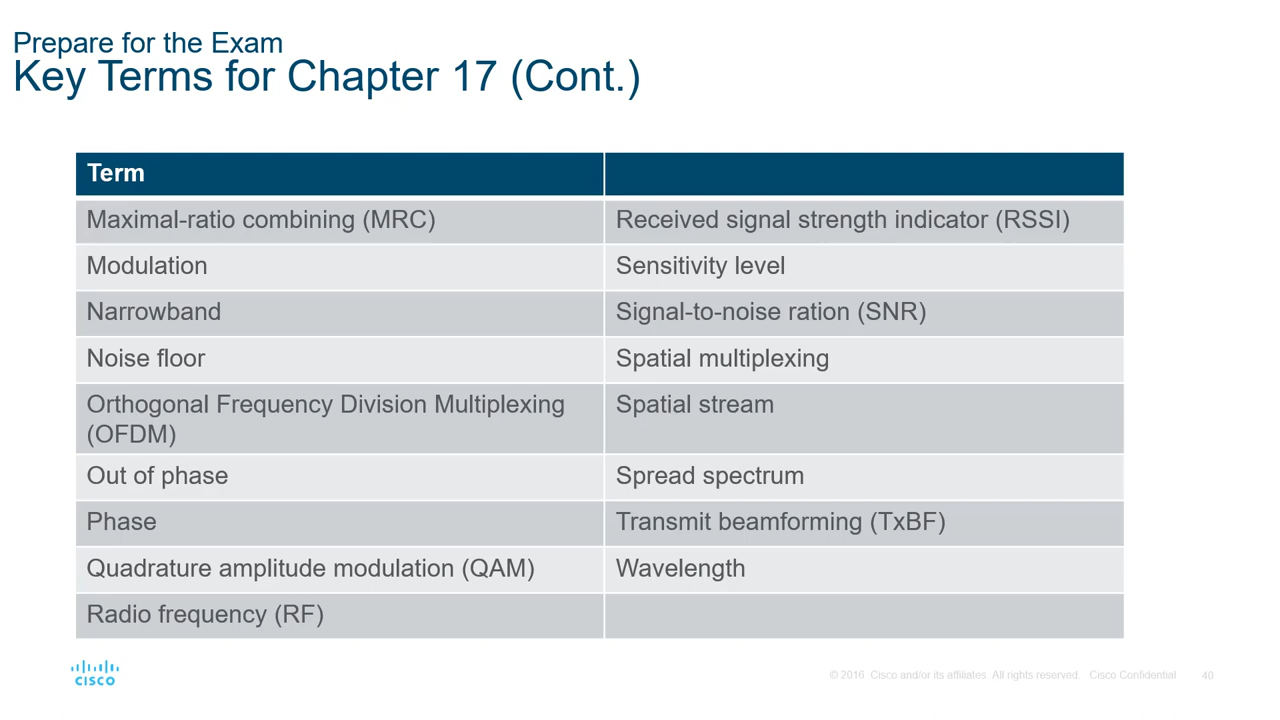 Prepare for the Exam
Key Terms for Chapter 17 (Cont.)
Term
Maximal-ratio combining (MRC)
Received signal strength indicator (RSSI)
Modulation
Sensitivity level
Narrowband
Signal-to-noise ration (SNR)
Noise floor
Spatial multiplexing
Orthogonal Frequency Division Multiplexing
(OFDM)
Spatial stream
Out of phase
Spread spectrum
Phase
Transmit beamforming (TxBF)
Quadrature amplitude modulation (QAM)
Wavelength
Radio frequency (RF)
CISCO
© 2016 Cisco and/or its affiliates. All rights reserved. Cisco Confidential
40